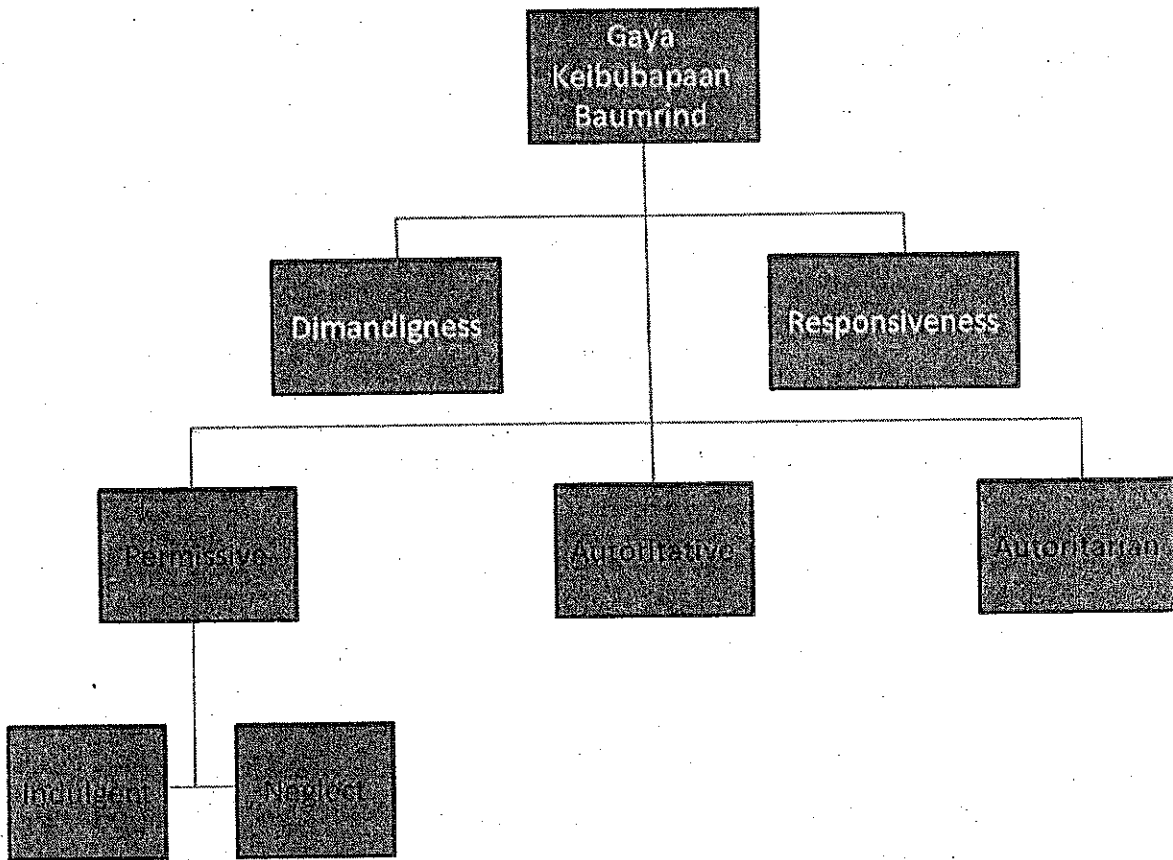 Gaya
Keibubapaan
Baumrind
Dimandigness
Responsiveness
Permissive
Autoritative
Autoritarian
Indulgent
Neglect